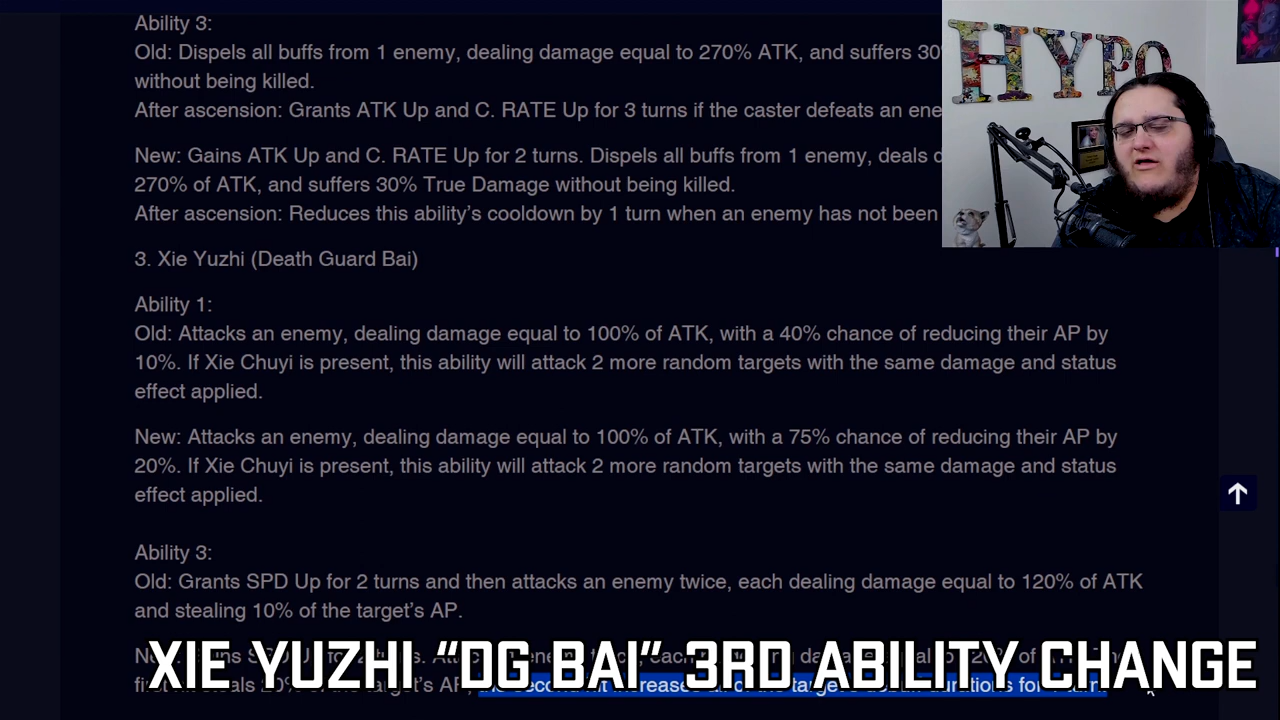 Ability 3:
Old: Dispels all buffs from 1 enemy, dealing damage equal to 270% ATK, and suffers 30
without being killed.
After ascension: Grants ATK Up and C. RATE Up for 3 turns if the caster defeats an
New: Gains ATK Up and C. RATE Up for 2 turns. Dispels all buffs from 1 enemy, deals
270% of ATK, and suffers 30% True Damage without being killed.
After ascension: Reduces this ability's cooldown by 1 turn when an enemy has not been
HYPO
3. Xie Yuzhi (Death Guard Bai)
Ability 1:
Old: Attacks an enemy, dealing damage equal to 100% of ATK, with a 40% chance of reducing their AP by
10%. If Xie Chuyi is present, this ability will attack 2 more random targets with the same damage and status
effect applied.
New: Attacks an enemy, dealing damage equal to 100% of ATK, with a 75% chance of reducing their AP by
20%. If Xie Chuyi is present, this ability will attack 2 more random targets with the same damage and status
effect applied.
Ability 3:
Old: Grants SPD Up for 2 turns and then attacks an enemy twice, each dealing damage equal to 120% of ATK
and stealing 10% of the target's AP.
XIE YUZHI “DG BAI” 3RD ABILITY CHANGE